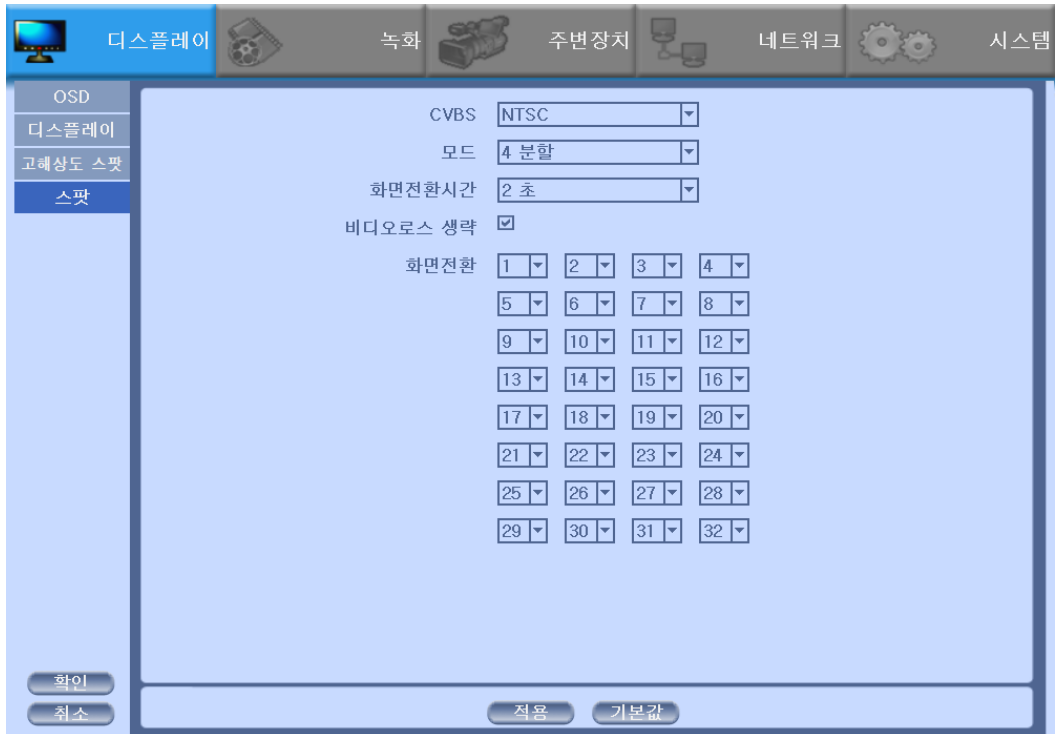 디스플레이 녹화 주변장치 네트워크 시스템
OSD
디스플레이
고해상도 스팟
스팟
CVBS NTSC
모드 4 분할
화면전환시간 2 초
비디오로스 생략
화면전환 1 2 3 4
5 6 7 8
9 10 11 12
13 14 15 16
17 18 19 20
21 22 23 24
25 26 27 28
29 30 31 32
확인
취소
적용 기본값